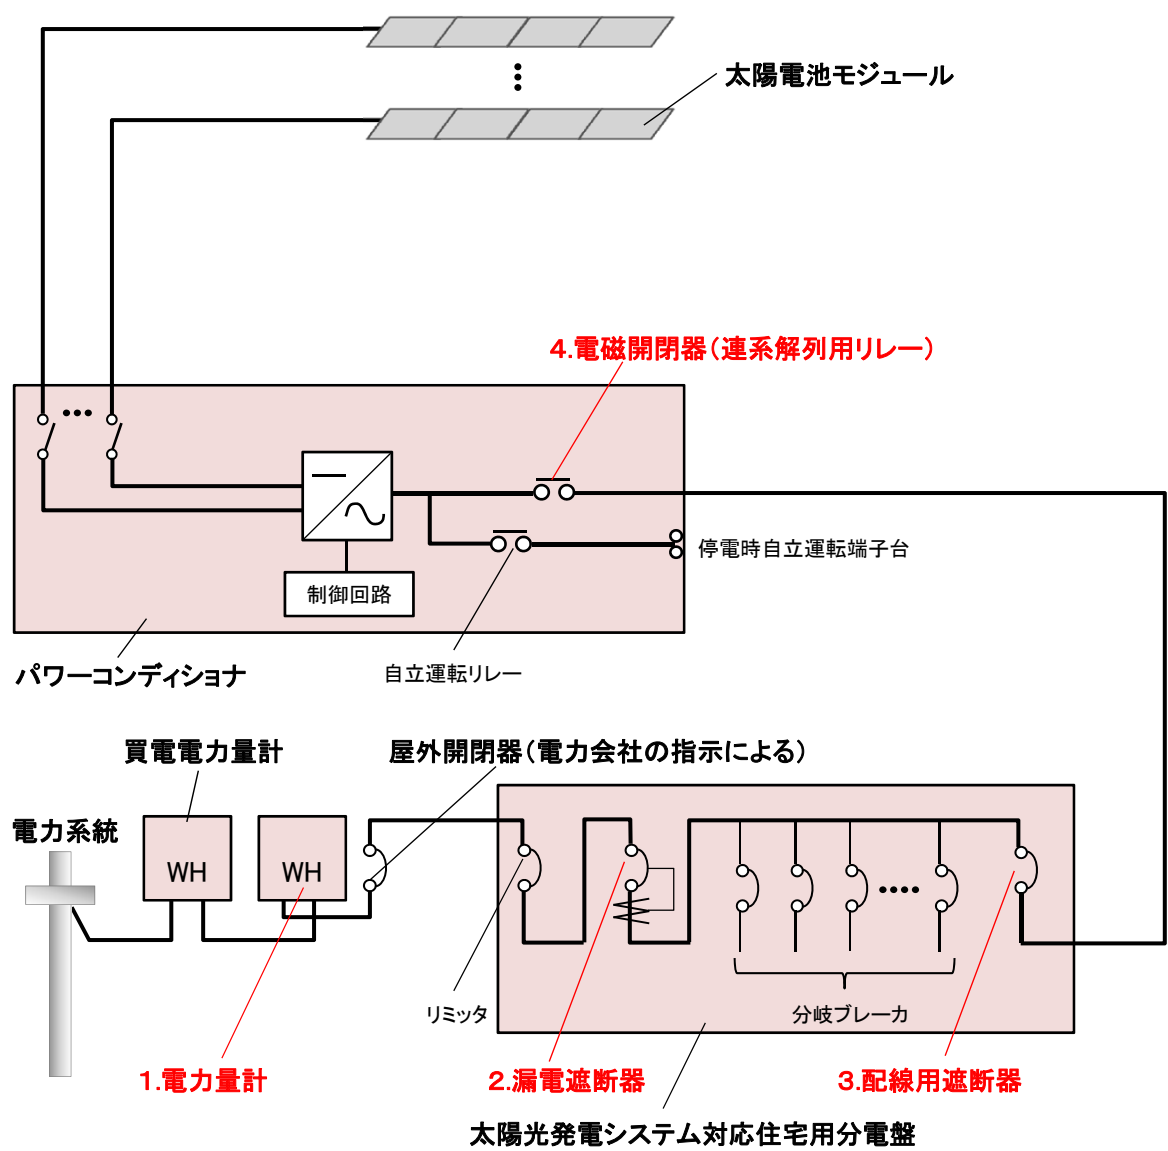 太陽電池モジュール
4.電磁開閉器（連系解列用リレー）
停電時自立運転端子台
制御回路
パワーコンディショナ
自立運転リレー
買電電力量計
屋外開閉器（電力会社の指示による）
電力系統
WH
WH
リミッタ
分岐ブレーカ
1.電力量計
2.漏電遮断器
3.配線用遮断器
太陽光発電システム対応住宅用分電盤